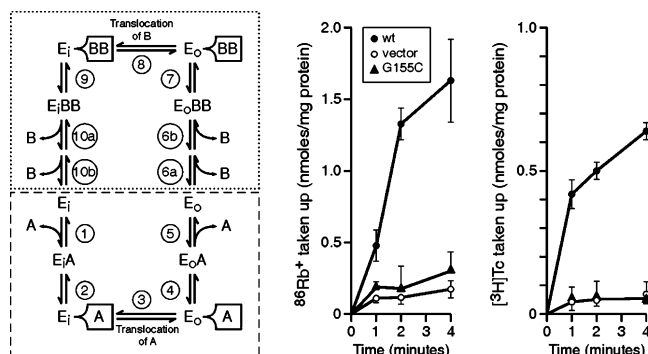 Translocation
of B
Eᵢ BB Eₒ BB
8
9 7
EᵢBB EₒBB
B 10a 6b B
B 10b 6a B
Eᵢ Eₒ
A 1 5 A
EᵢA EₒA
2 3 4
Eᵢ A Eₒ A
Translocation
of A
⁸⁶Rb⁺ taken up (nmoles/mg protein)
2.0
1.5
1.0
0.5
0
wt
vector
G155C
0 1 2 4
Time (minutes)
[³H]Tc taken up (nmoles/mg protein)
1.0
0.5
0
0 1 2 4
Time (minutes)